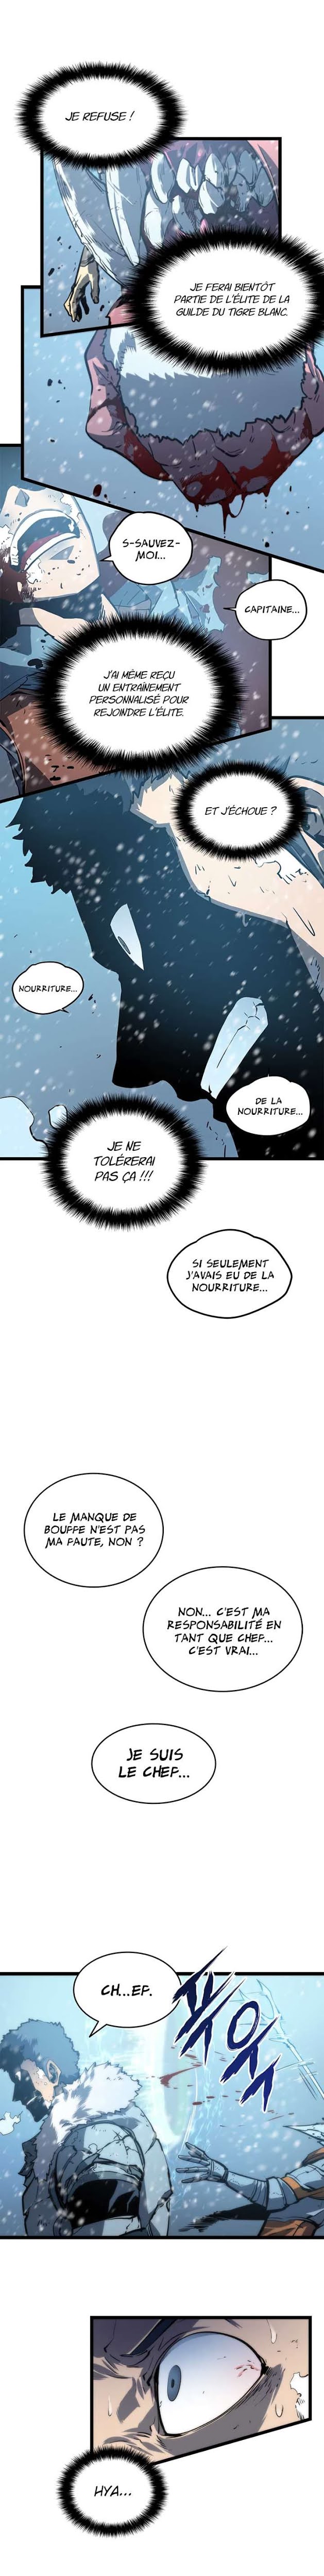 JE REFUSE !
JE FERAI BIENTÔT
PARTIE DE L'ÉLITE DE LA
GUILDE DU TIGRE BLANC.
S-SAUVEZ-
MOI...
CAPITAINE...
J'AI MÊME REÇU
UN ENTRAÎNEMENT
PERSONNALISÉ POUR
REJOINDRE L'ÉLITE.
ET J'ÉCHOUE ?
NOURRITURE...
DE LA
NOURRITURE...
JE NE
TOLÉRERAI
PAS ÇA !!!
SI SEULEMENT
J'AVAIS EU DE LA
NOURRITURE...
LE MANQUE DE
BOUFFE N'EST PAS
MA FAUTE, NON ?
NON... C'EST MA
RESPONSABILITÉ EN
TANT QUE CHEF...
C'EST VRAI...
JE SUIS
LE CHEF...
CH...EF.
HYA...